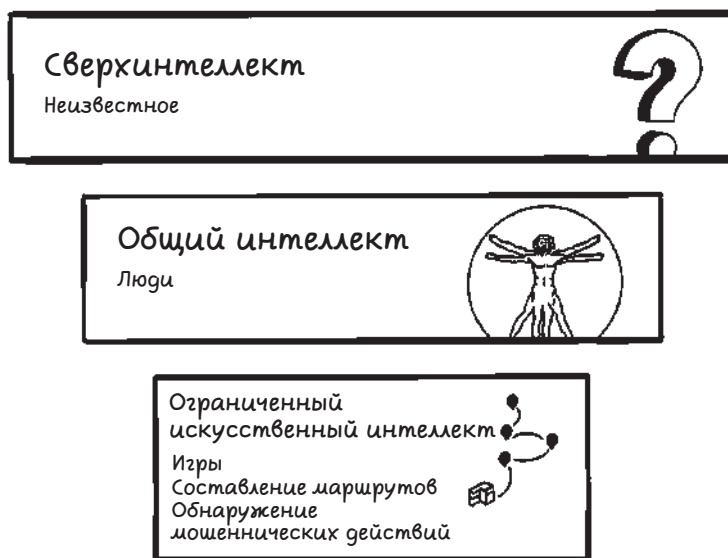 Сверхинтеллект
Неизвестное
Общий интеллект
Люди
Ограниченный
искусственный интеллект
Игры
Составление маршрутов
Обнаружение
мошеннических действий